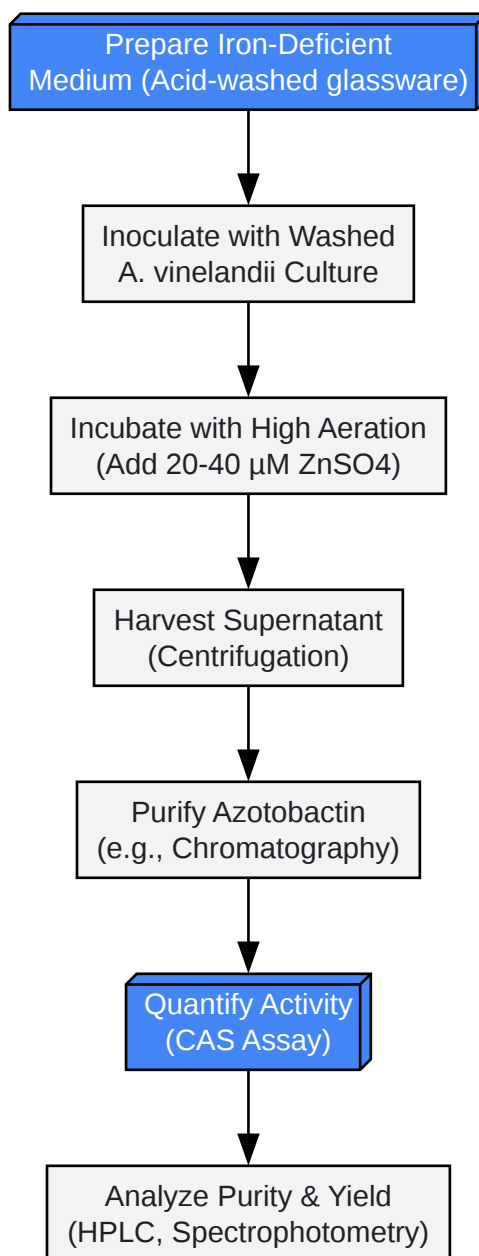 Prepare Iron-Deficient
Medium (Acid-washed glassware)
Inoculate with Washed
A. vinelandii Culture
Incubate with High Aeration
(Add 20-40 µM ZnSO4)
Harvest Supernatant
(Centrifugation)
Purify Azotobactin
(e.g., Chromatography)
Quantify Activity
(CAS Assay)
Analyze Purity & Yield
(HPLC, Spectrophotometry)